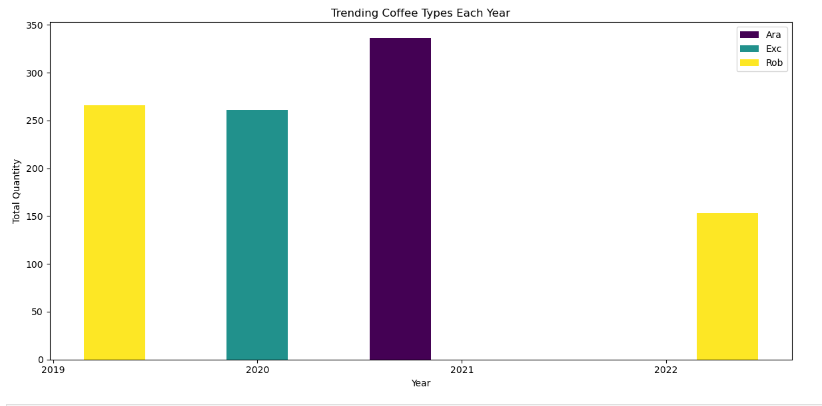 Trending Coffee Types Each Year
350
300
250
200
150
100
50
0
Total Quantity
Ara
Exc
Rob
2019 2020 2021 2022
Year